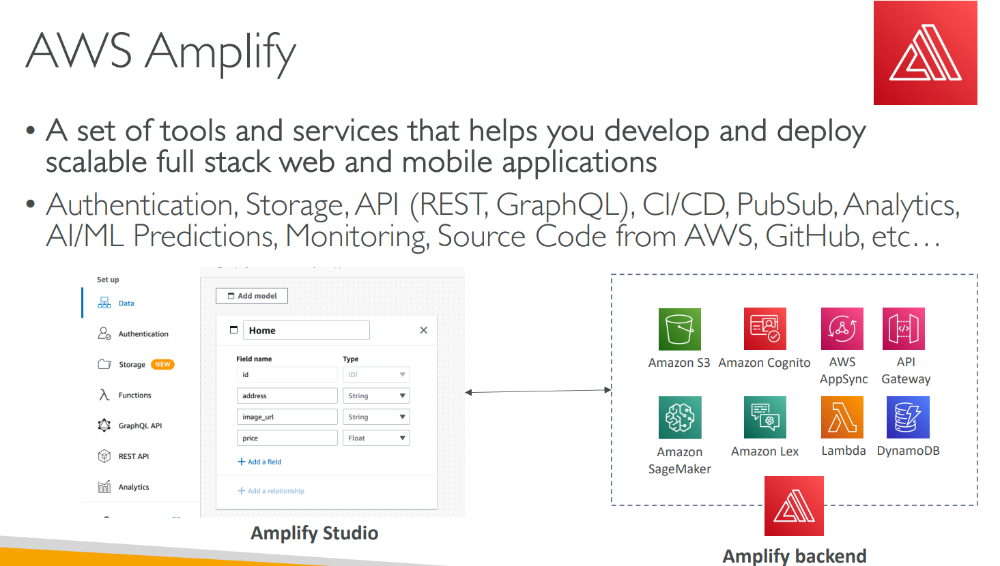 AWS Amplify
• A set of tools and services that helps you develop and deploy
scalable full stack web and mobile applications
• Authentication, Storage, API (REST, GraphQL), CI/CD, PubSub, Analytics,
AI/ML Predictions, Monitoring, Source Code from AWS, GitHub, etc…
Set up
Data
Authentication
Storage NEW
Functions
GraphQL API
REST API
Analytics
Add model
Home
Field name Type
id ID!
address String
image_url String
price Float
+ Add a field
+ Add a relationship
Amplify Studio
Amazon S3
Amazon Cognito
AWS
AppSync
API
Gateway
Amazon
SageMaker
Amazon Lex
Lambda
DynamoDB
Amplify backend